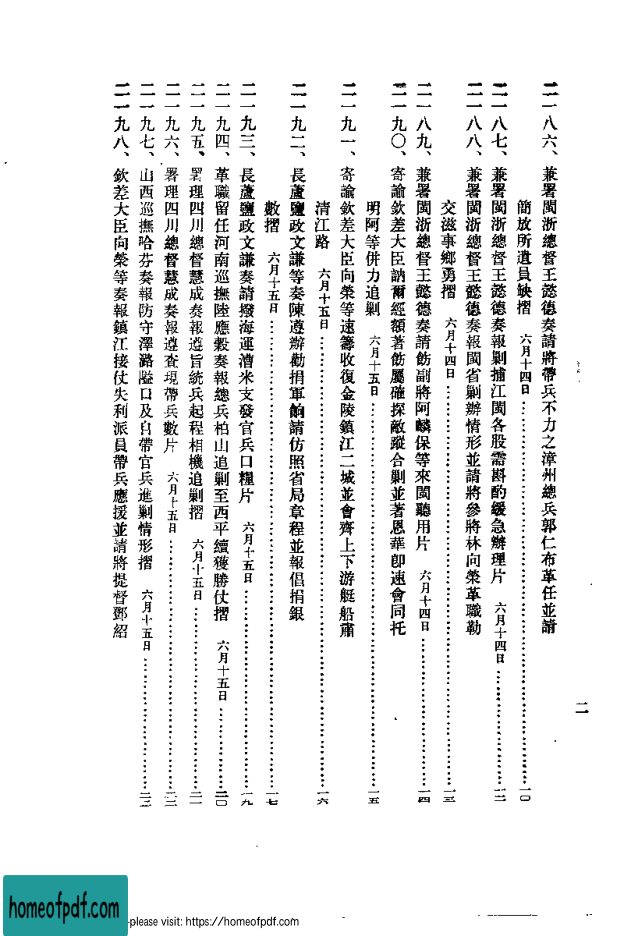 二一八六、兼署閩浙總督王懿德奏請將帶兵不力之漳州總兵郭仁布革任並請
簡放所遺員缺摺 六月十四日……一〇
二一八七、兼署閩浙總督王懿德奏報剿捕江閩各股需斟酌緩急辦理片 六月十四日……一二
二一八八、兼署閩浙總督王懿德奏報閩省剿辦情形並請將參將林向榮革職勒
交滋事鄉勇摺 六月十四日……一三
二一八九、兼署閩浙總督王懿德奏請飭副將阿麟保等來閩聽用片 六月十四日……一四
二一九〇、寄諭欽差大臣訥爾經額著飭屬確探敵蹤合剿並著恩華卽速會同托
明阿等併力追剿 六月十五日……一五
二一九一、寄諭欽差大臣向榮等速籌收復金陵鎮江二城並會齊上下游艇船肅
清江路 六月十五日……一六
二一九二、長蘆鹽政文謙等奏陳遵辦勸捐軍餉請仿照省局章程並報倡捐銀
數摺 六月十五日……一七
二一九三、長蘆鹽政文謙奏請撥海運漕米支發官兵口糧片 六月十五日……一九
二一九四、革職留任河南巡撫陸應穀奏報總兵柏山追剿至西平續獲勝仗摺 六月十五日……二〇
二一九五、署理四川總督慧成奏報遵旨統兵起程相機追剿摺 六月十五日……二一
二一九六、署理四川總督慧成奏報遵查現帶兵數片 六月十五日……二二
二一九七、山西巡撫哈芬奏報防守澤潞隘口及自帶官兵進剿情形摺 六月十五日……二三
二一九八、欽差大臣向榮等奏報鎮江接仗失利派員帶兵應援並請將提督鄧紹
二
homeofpdf.com
-please visit: https://homeofpdf.com